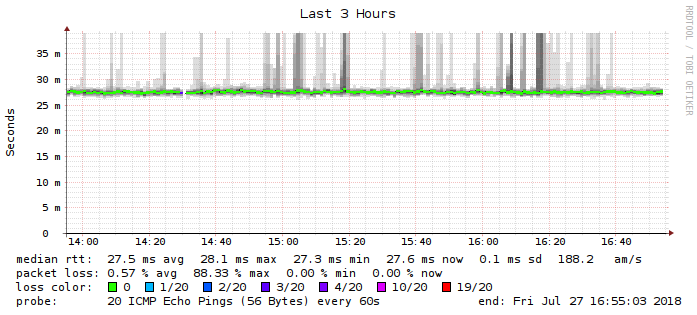 Last 3 Hours
RRDTOOL / TOBI OETIKER
Seconds
35 m
30 m
25 m
20 m
15 m
10 m
5 m
0
14:00 14:20 14:40 15:00 15:20 15:40 16:00 16:20 16:40
median rtt: 27.5 ms avg 28.1 ms max 27.3 ms min 27.6 ms now 0.1 ms sd 188.2 am/s
packet loss: 0.57 % avg 88.33 % max 0.00 % min 0.00 % now
loss color: 0 1/20 2/20 3/20 4/20 10/20 19/20
probe: 20 ICMP Echo Pings (56 Bytes) every 60s end: Fri Jul 27 16:55:03 2018